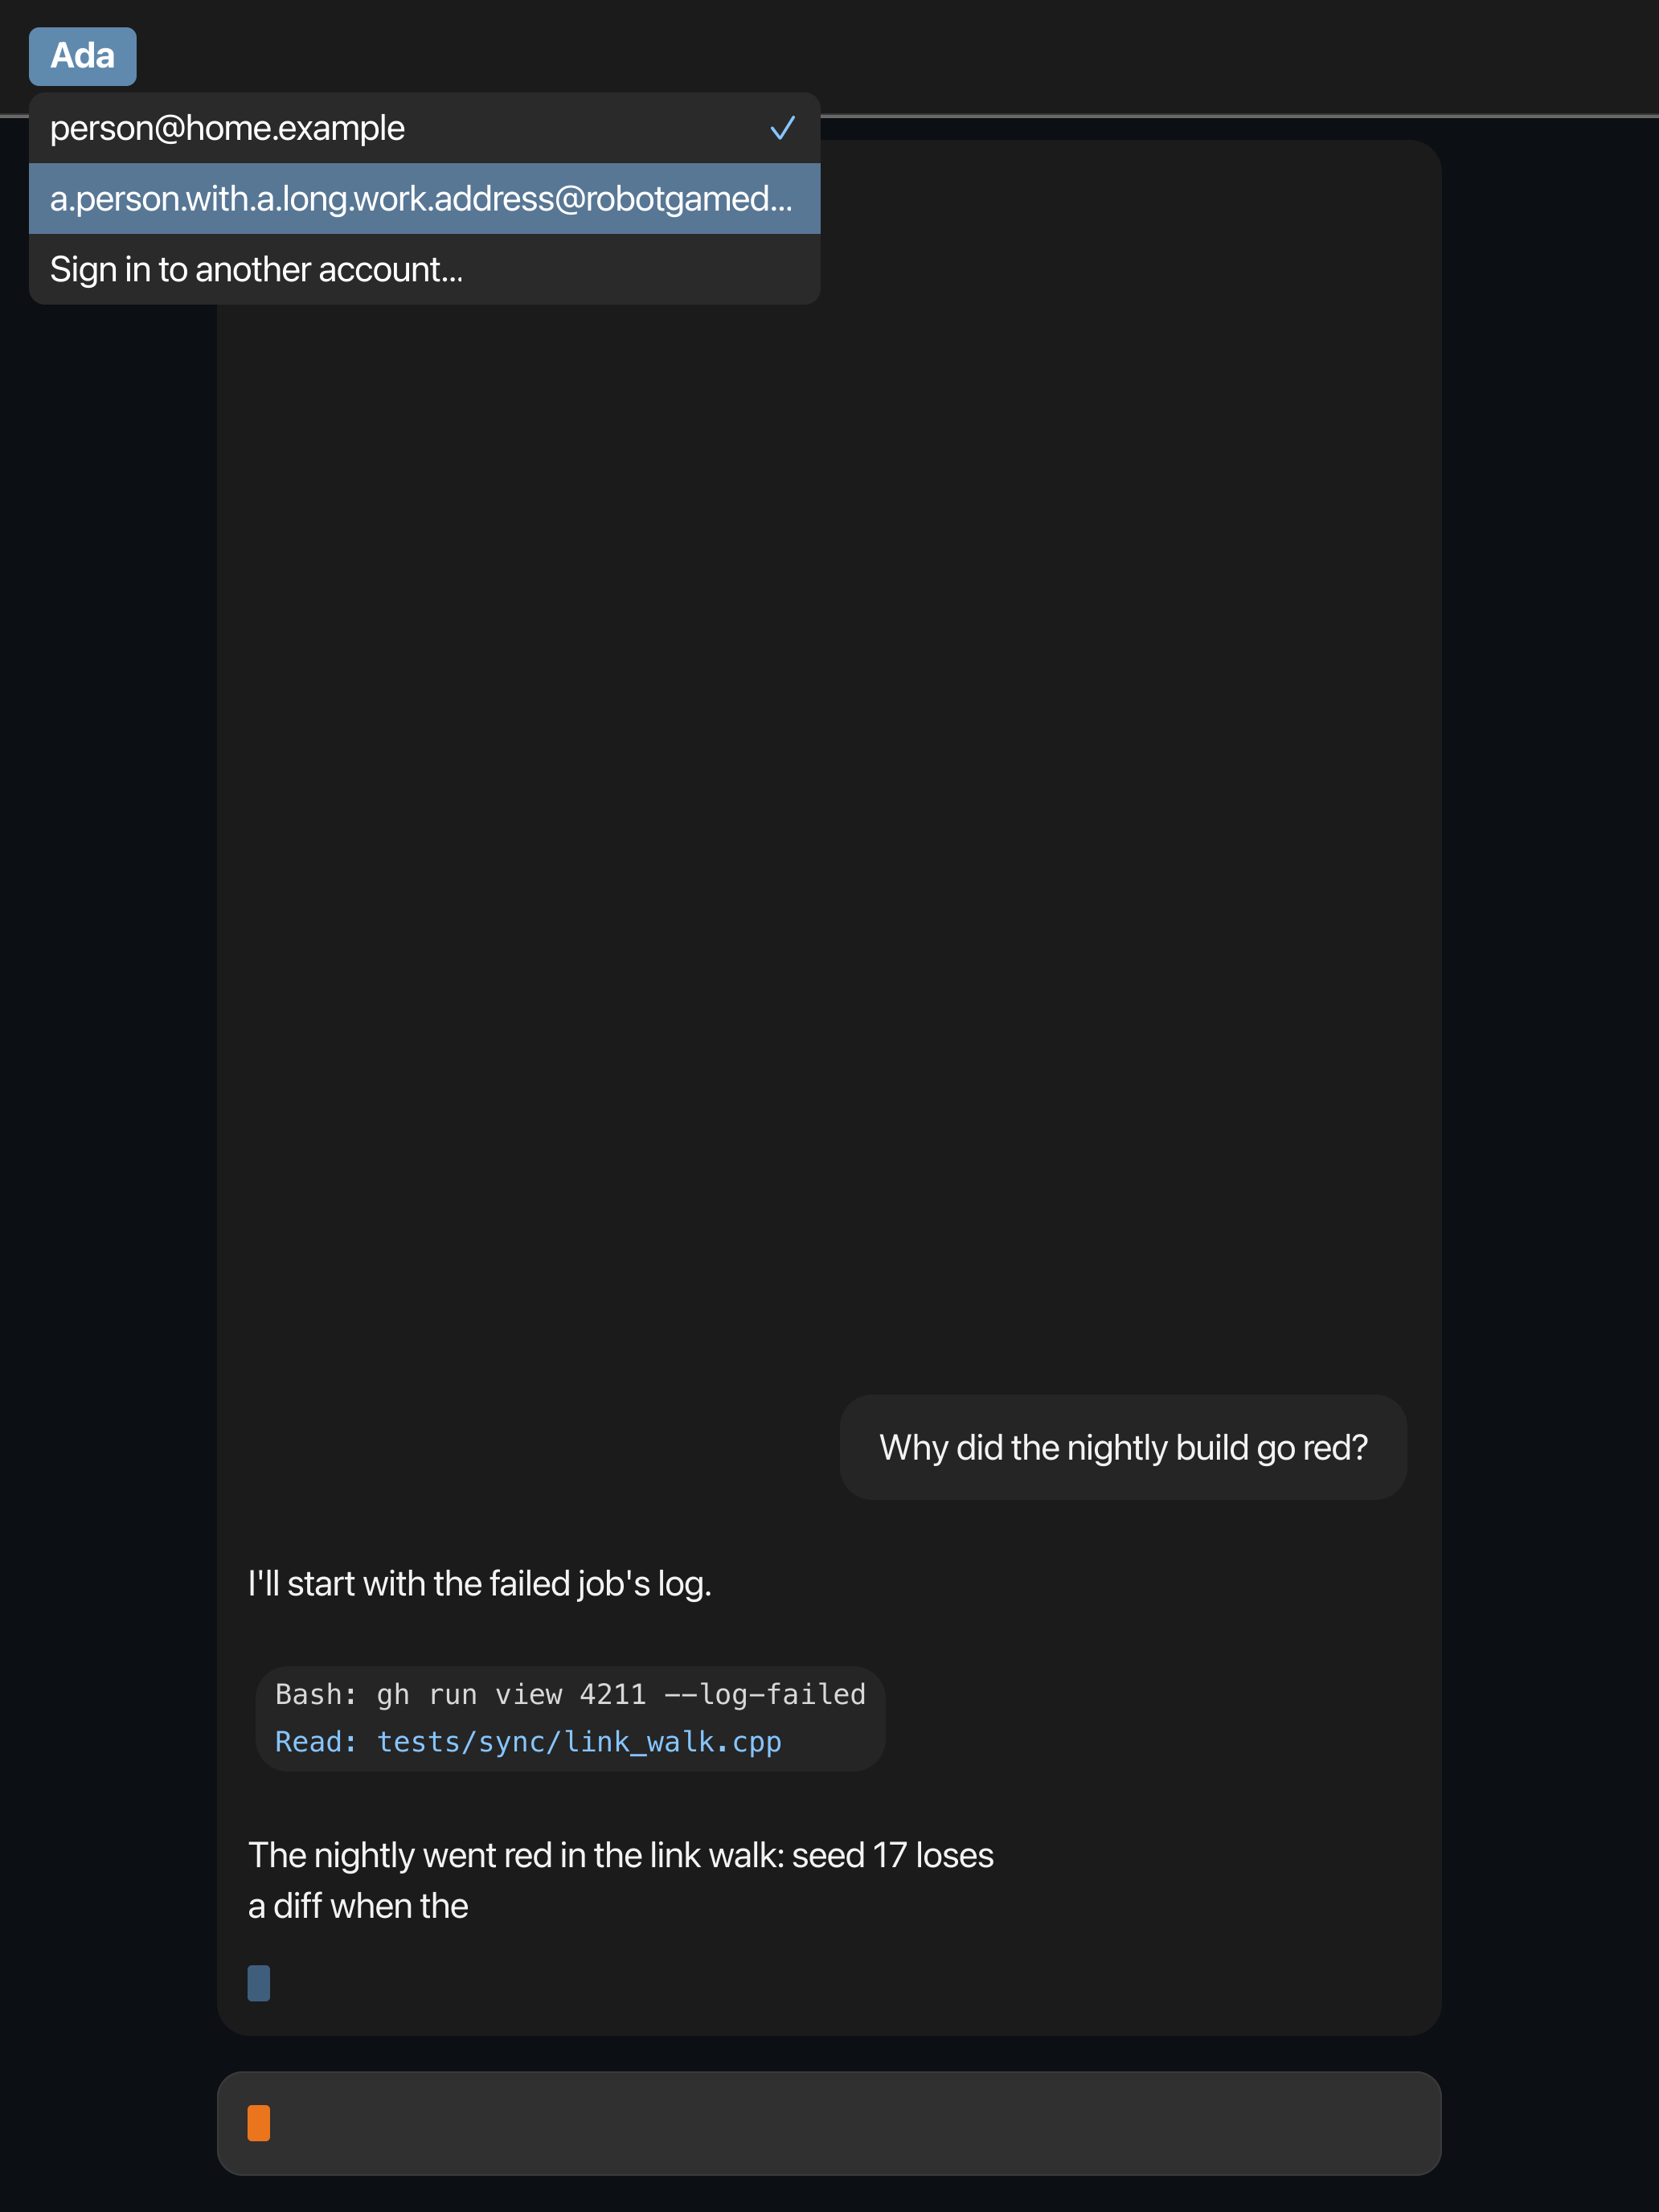 Ada
person@home.example
a.person.with.a.long.work.address@robotgamed...
Sign in to another account...
Why did the nightly build go red?
I'll start with the failed job's log.
Bash: gh run view 4211 --log-failed
Read: tests/sync/link_walk.cpp
The nightly went red in the link walk: seed 17 loses
a diff when the